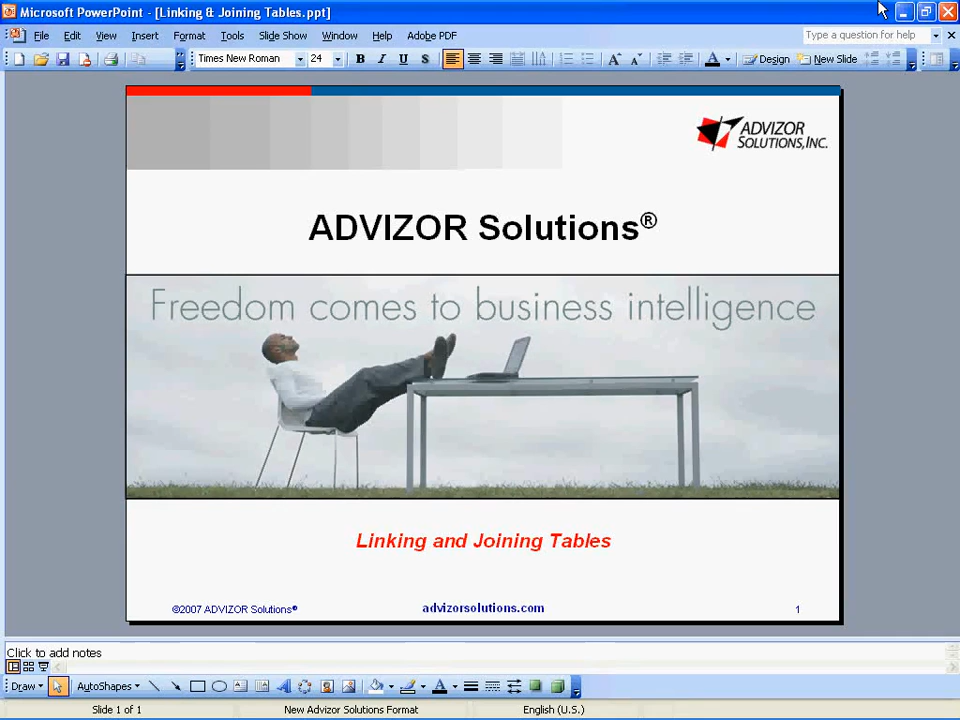 Microsoft PowerPoint - [Linking & Joining Tables.ppt]
File Edit View Insert Format Tools Slide Show Window Help Adobe PDF
Type a question for help
Times New Roman 24 B I U S A A A Design New Slide
ADVIZOR
SOLUTIONS, INC.
ADVIZOR Solutions®
Freedom comes to business intelligence
Linking and Joining Tables
©2007 ADVIZOR Solutions® advizorsolutions.com 1
Click to add notes
Draw AutoShapes A
Slide 1 of 1 New Advizor Solutions Format English (U.S.)